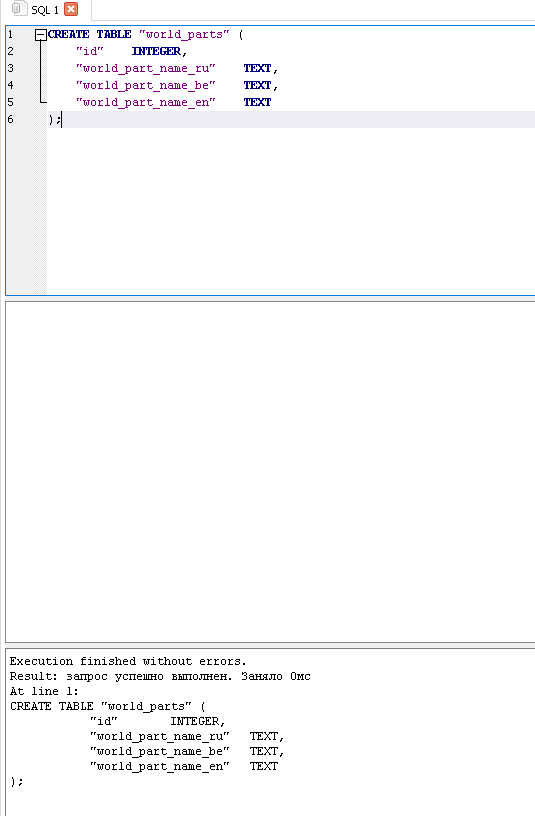 SQL 1
1 CREATE TABLE "world_parts" (
2 "id" INTEGER,
3 "world_part_name_ru" TEXT,
4 "world_part_name_be" TEXT,
5 "world_part_name_en" TEXT
6 );
Execution finished without errors.
Result: запрос успешно выполнен. Заняло 0мс
At line 1:
CREATE TABLE "world_parts" (
"id" INTEGER,
"world_part_name_ru" TEXT,
"world_part_name_be" TEXT,
"world_part_name_en" TEXT
);